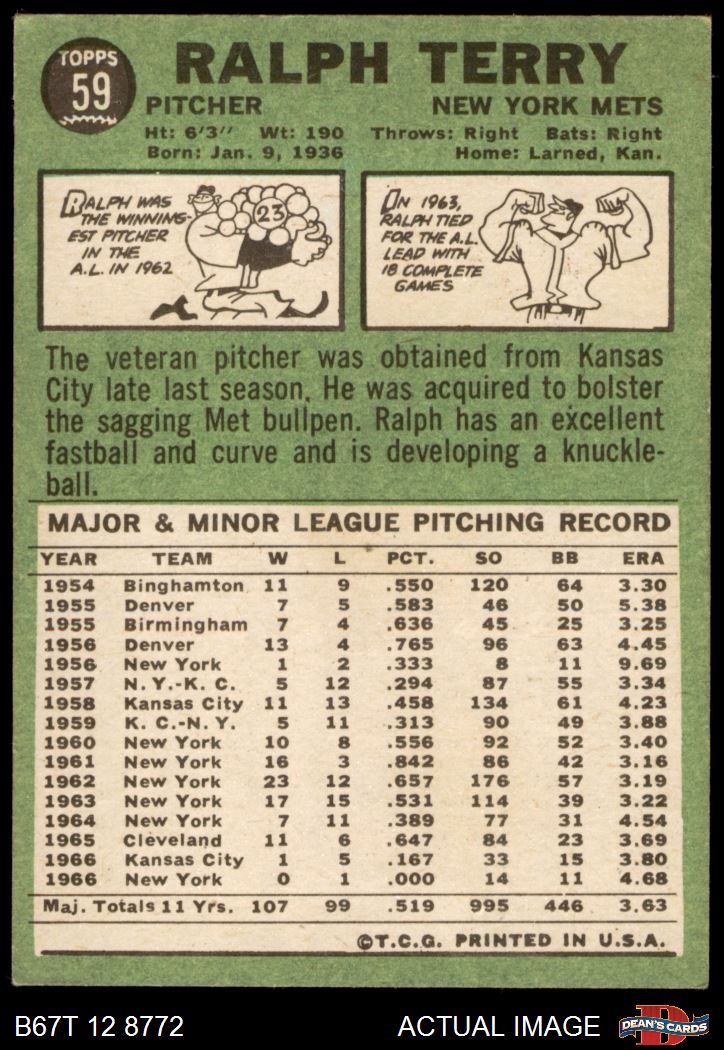 TOPPS
59
RALPH TERRY
PITCHER NEW YORK METS
Ht: 6'3" Wt: 190 Throws: Right Bats: Right
Born: Jan. 9, 1936 Home: Larned, Kan.
RALPH WAS
THE WINNING-
EST PITCHER
IN THE
A.L. IN 1962
23
IN 1963,
RALPH TIED
FOR THE A.L.
LEAD WITH
18 COMPLETE
GAMES
The veteran pitcher was obtained from Kansas
City late last season. He was acquired to bolster
the sagging Met bullpen. Ralph has an excellent
fastball and curve and is developing a knuckle-
ball.
MAJOR & MINOR LEAGUE PITCHING RECORD
YEAR TEAM W L PCT. SO BB ERA
1954 Binghamton 11 9 .550 120 64 3.30
1955 Denver 7 5 .583 46 50 5.38
1955 Birmingham 7 4 .636 45 25 3.25
1956 Denver 13 4 .765 96 63 4.45
1956 New York 1 2 .333 8 11 9.69
1957 N. Y.-K. C. 5 12 .294 87 55 3.34
1958 Kansas City 11 13 .458 134 61 4.23
1959 K. C.-N. Y. 5 11 .313 90 49 3.88
1960 New York 10 8 .556 92 52 3.40
1961 New York 16 3 .842 86 42 3.16
1962 New York 23 12 .657 176 57 3.19
1963 New York 17 15 .531 114 39 3.22
1964 New York 7 11 .389 77 31 4.54
1965 Cleveland 11 6 .647 84 23 3.69
1966 Kansas City 1 5 .167 33 15 3.80
1966 New York 0 1 .000 14 11 4.68
Maj. Totals 11 Yrs. 107 99 .519 995 446 3.63
©T.C.G. PRINTED IN U.S.A.
B67T 12 8772 ACTUAL IMAGE D DEAN'S CARDS